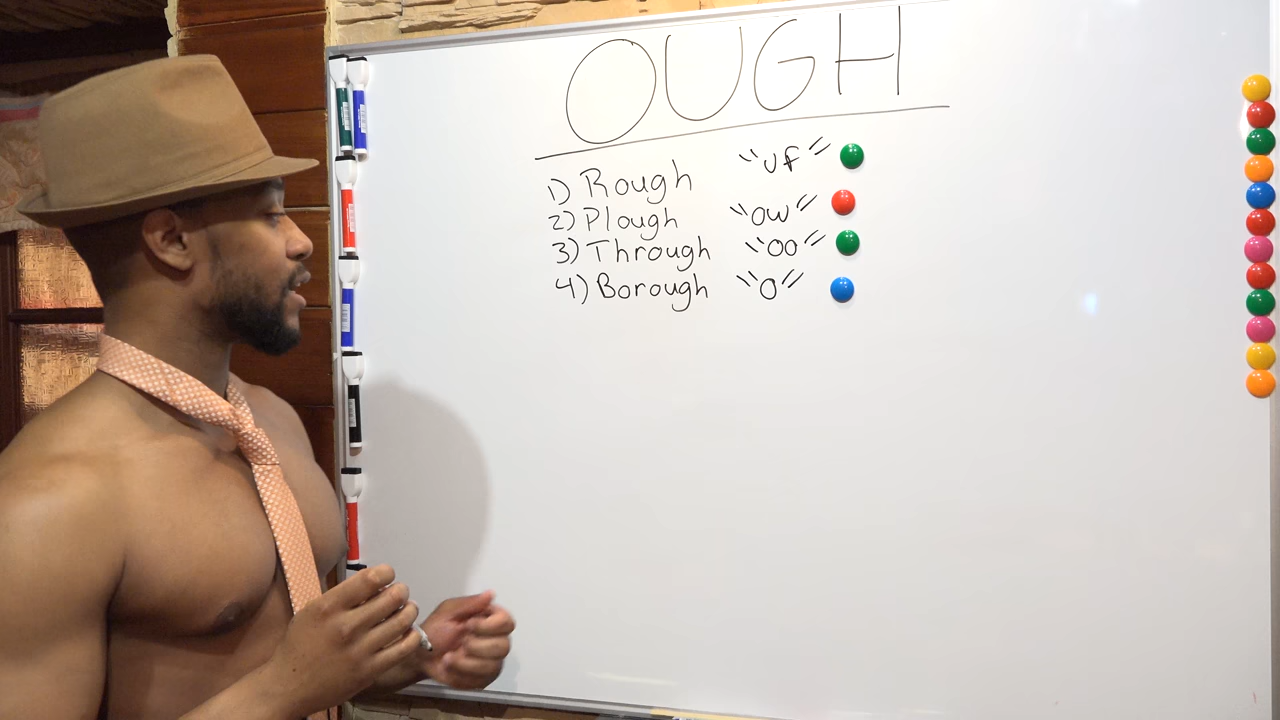 OUGH
1) Rough "uf"
2) Plough "ow"
3) Through "oo"
4) Borough "o"